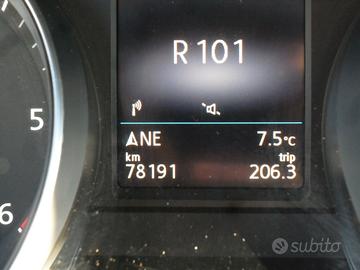 R 101
NE 7.5°C
km trip
78191 206.3
5
6
subito